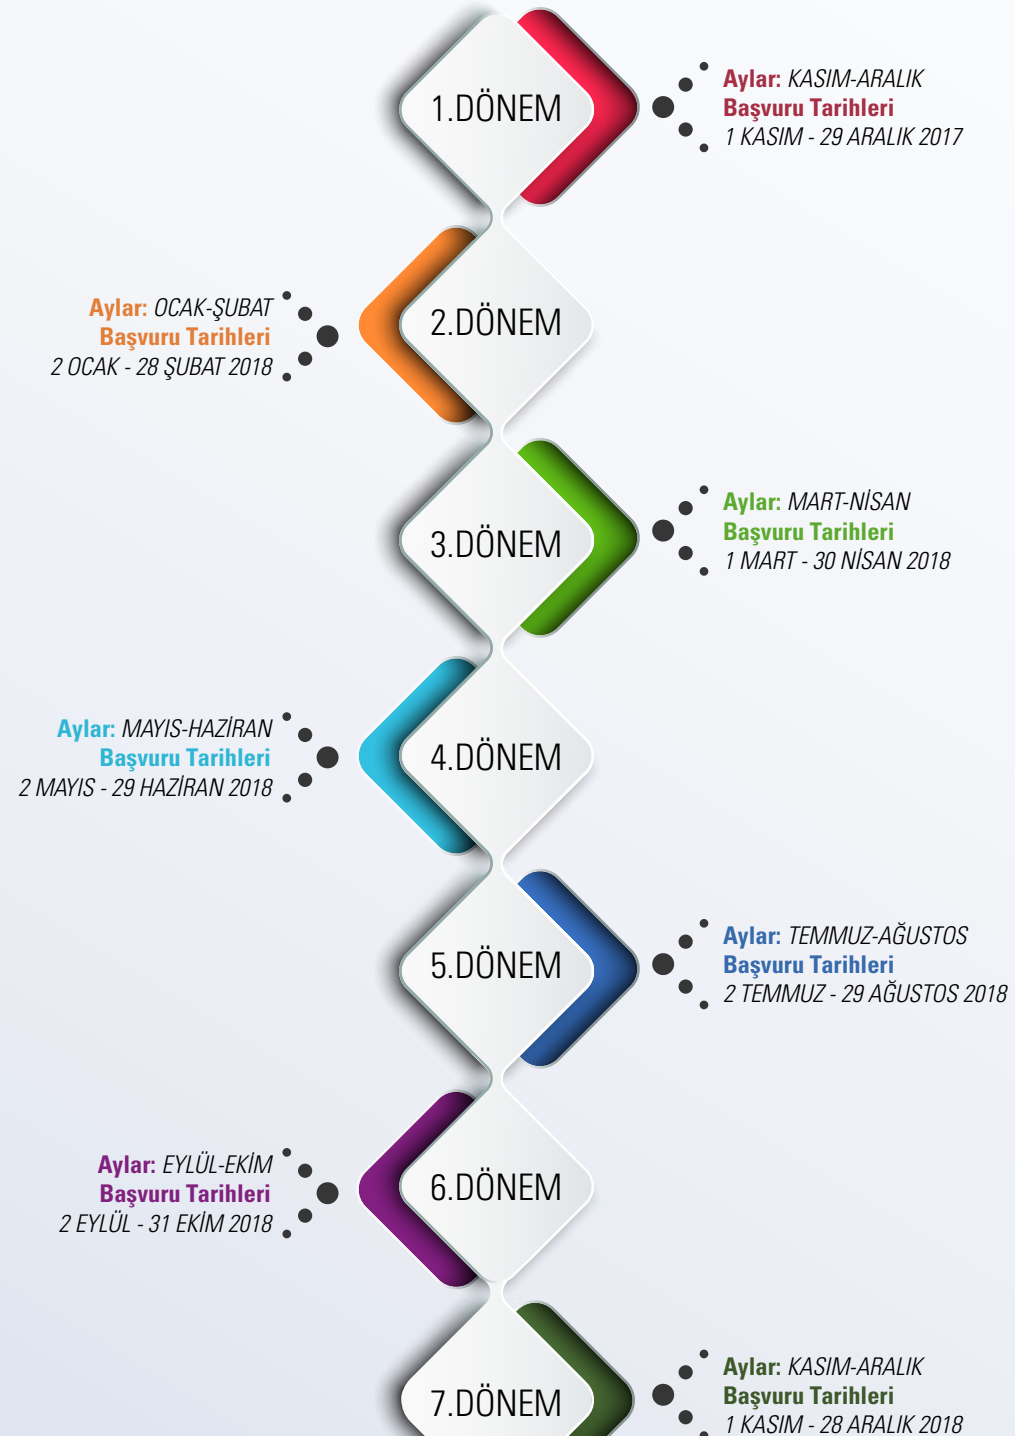 1.DÖNEM
Aylar: KASIM-ARALIK
Başvuru Tarihleri
1 KASIM - 29 ARALIK 2017
2.DÖNEM
Aylar: OCAK-ŞUBAT
Başvuru Tarihleri
2 OCAK - 28 ŞUBAT 2018
3.DÖNEM
Aylar: MART-NİSAN
Başvuru Tarihleri
1 MART - 30 NİSAN 2018
4.DÖNEM
Aylar: MAYIS-HAZİRAN
Başvuru Tarihleri
2 MAYIS - 29 HAZİRAN 2018
5.DÖNEM
Aylar: TEMMUZ-AĞUSTOS
Başvuru Tarihleri
2 TEMMUZ - 29 AĞUSTOS 2018
6.DÖNEM
Aylar: EYLÜL-EKİM
Başvuru Tarihleri
2 EYLÜL - 31 EKİM 2018
7.DÖNEM
Aylar: KASIM-ARALIK
Başvuru Tarihleri
1 KASIM - 28 ARALIK 2018